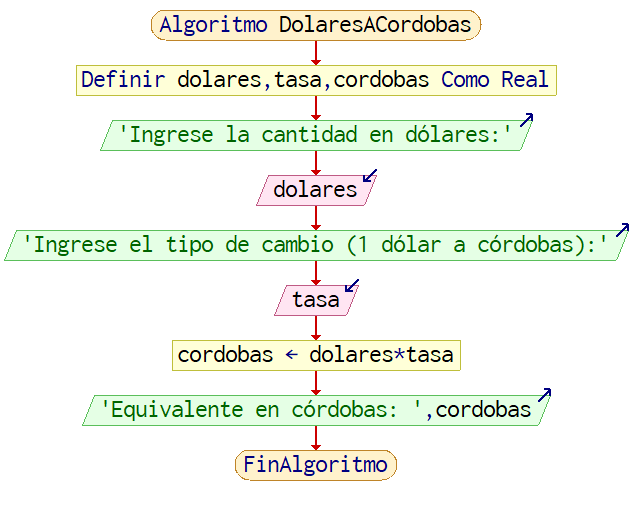 Algoritmo DolaresACordobas
Definir dolares,tasa,cordobas Como Real
'Ingrese la cantidad en dólares:'
dolares
'Ingrese el tipo de cambio (1 dólar a córdobas):'
tasa
cordobas ← dolares*tasa
'Equivalente en córdobas: ',cordobas
FinAlgoritmo